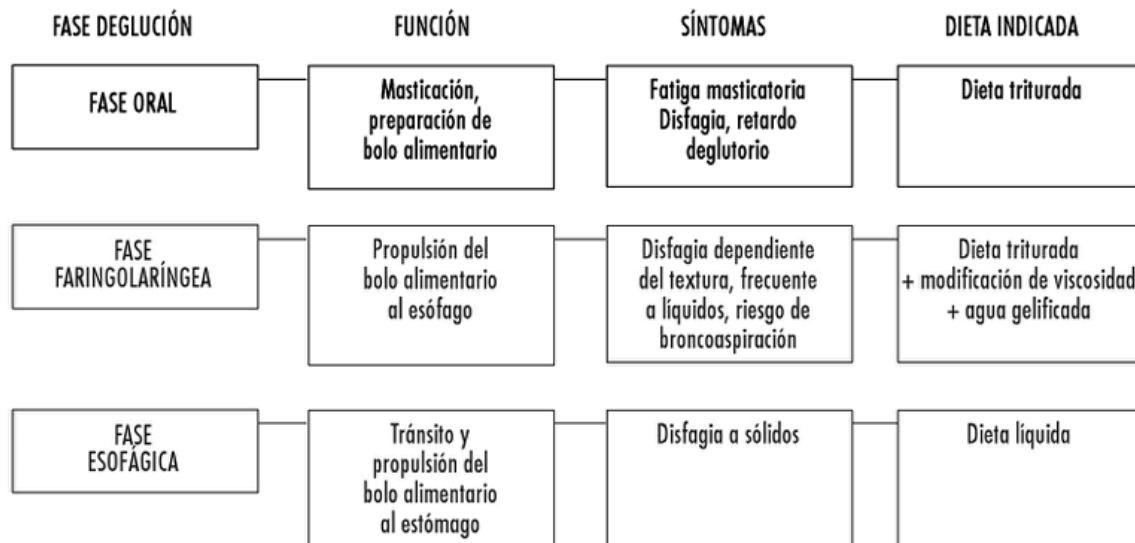 FASE DEGLUCIÓN FUNCIÓN SÍNTOMAS DIETA INDICADA
FASE ORAL
Masticación,
preparación de
bolo alimentario
Fatiga masticatoria
Disfagia, retardo
deglutorio
Dieta triturada
FASE
FARINGOLARÍNGEA
Propulsión del
bolo alimentario
al esófago
Disfagia dependiente
del textura, frecuente
a líquidos, riesgo de
broncoaspiración
Dieta triturada
+ modificación de viscosidad
+ agua gelificada
FASE
ESOFÁGICA
Tránsito y
propulsión del
bolo alimentario
al estómago
Disfagia a sólidos
Dieta líquida